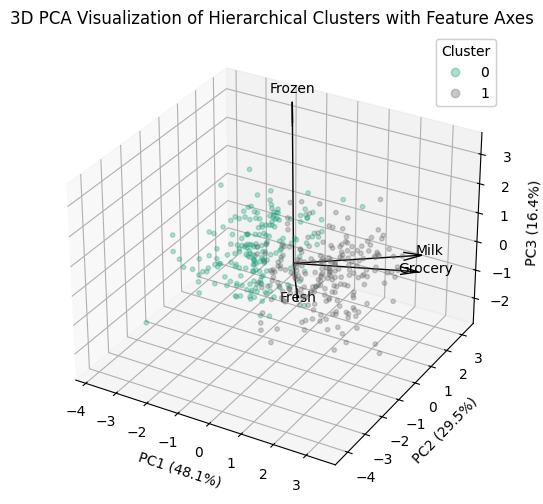 3D PCA Visualization of Hierarchical Clusters with Feature Axes
Cluster
0
1
Frozen
Milk
Grocery
Fresh
3
2
1
0
−1
−2
PC3 (16.4%)
−4
−3
−2
−1
0
1
2
3
PC1 (48.1%)
−4
−3
−2
−1
0
1
2
3
PC2 (29.5%)